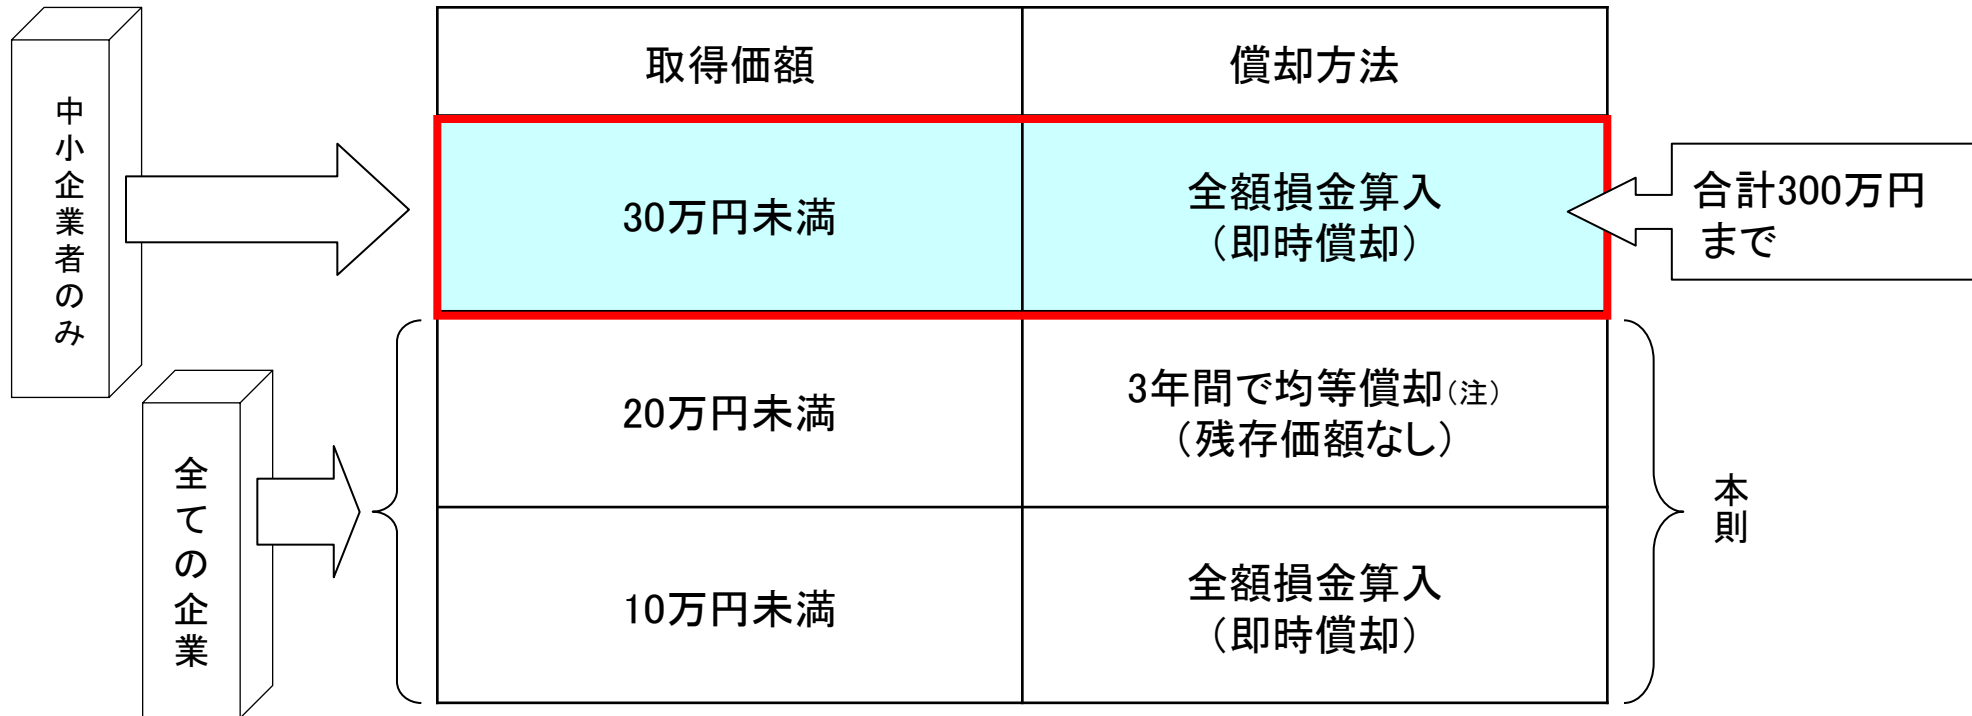 取得価額
償却方法
中小企業者のみ
30万円未満
全額損金算入
（即時償却）
合計300万円
まで
全ての企業
20万円未満
3年間で均等償却（注）
（残存価額なし）
10万円未満
全額損金算入
（即時償却）
本則